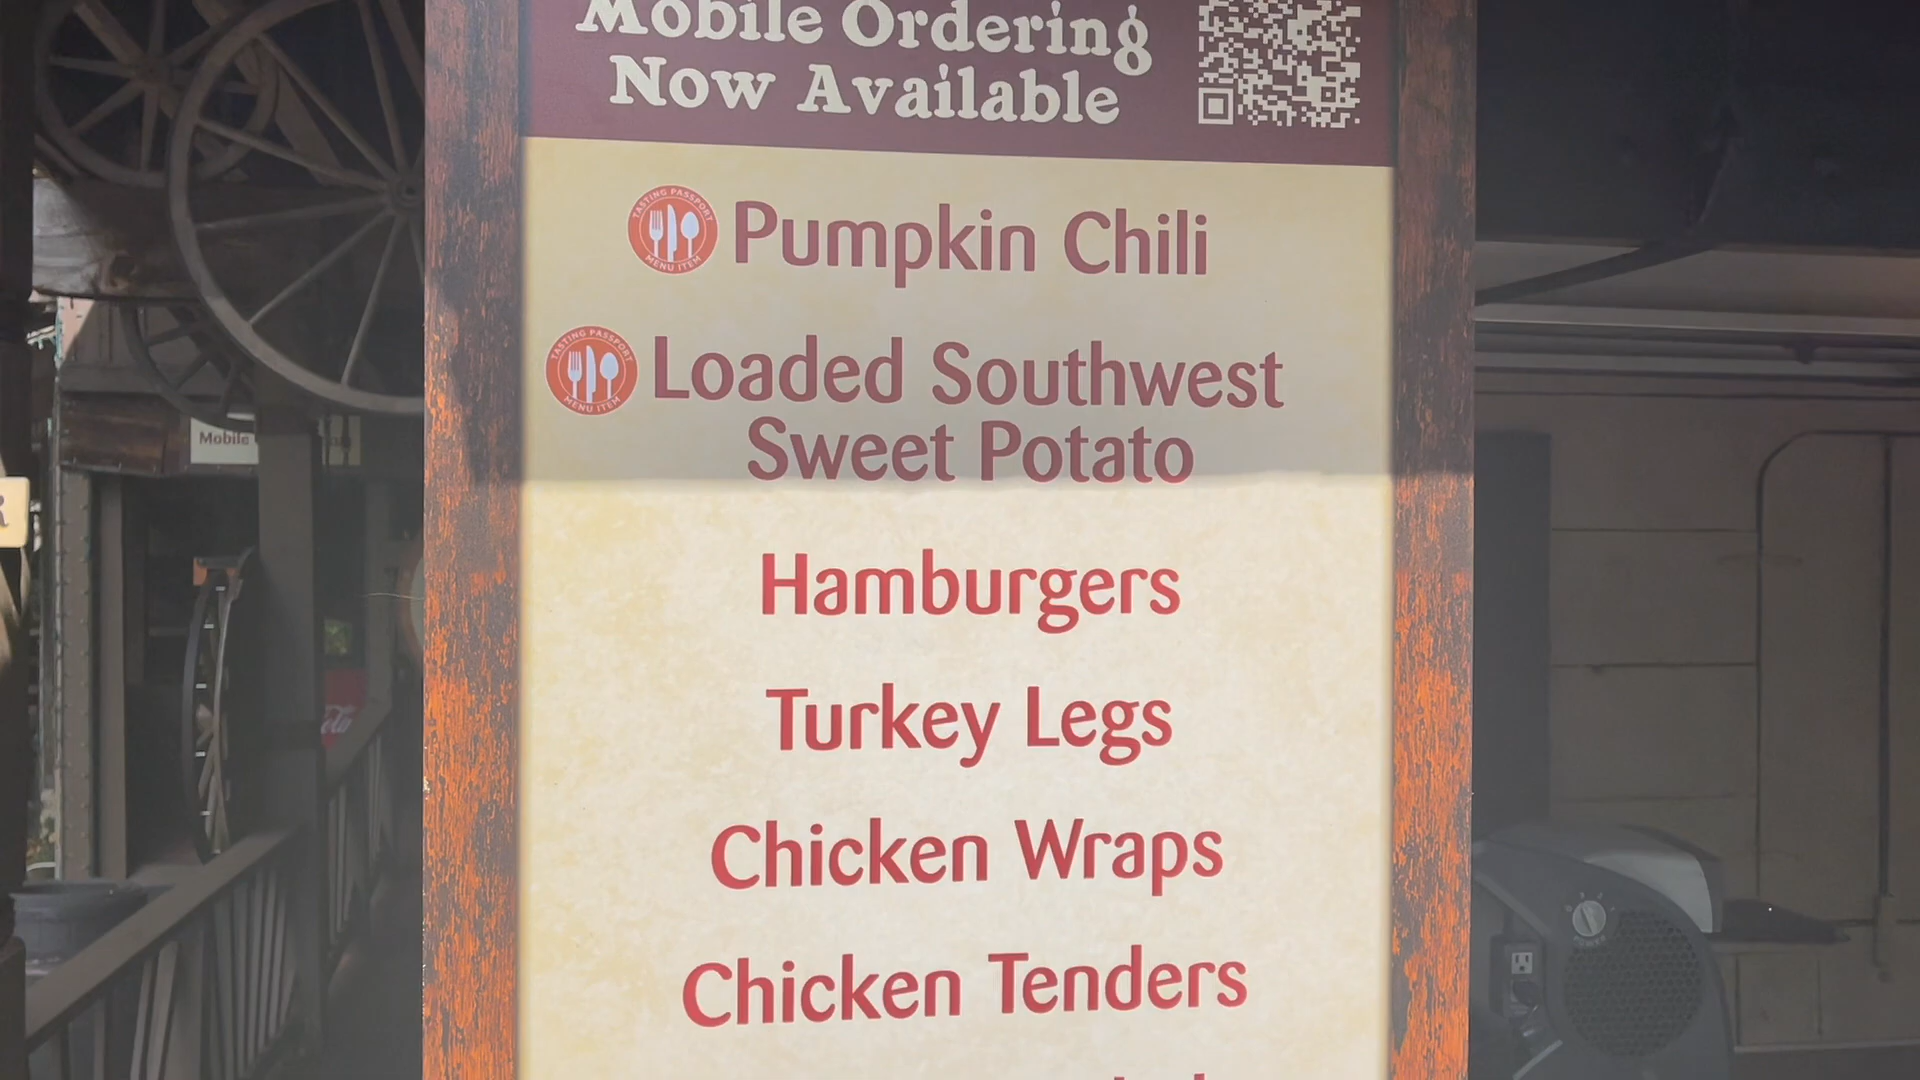 Mobile Ordering
Now Available
TASTING PASSPORT
MENU ITEM
Pumpkin Chili
TASTING PASSPORT
MENU ITEM
Loaded Southwest
Sweet Potato
Hamburgers
Turkey Legs
Chicken Wraps
Chicken Tenders
Mobile